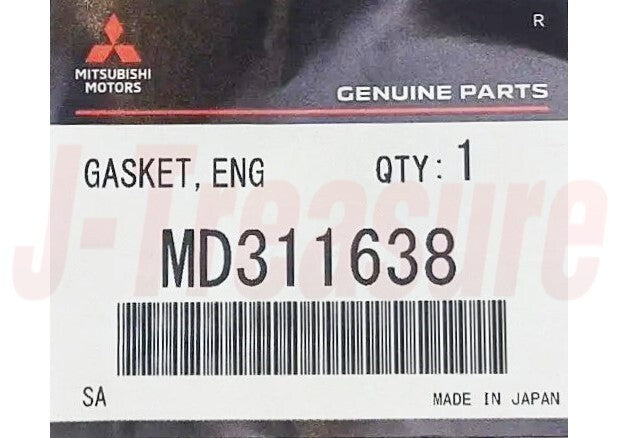 R
MITSUBISHI
MOTORS
GENUINE PARTS
GASKET, ENG QTY: 1
MD311638
J-Treasure
SA MADE IN JAPAN